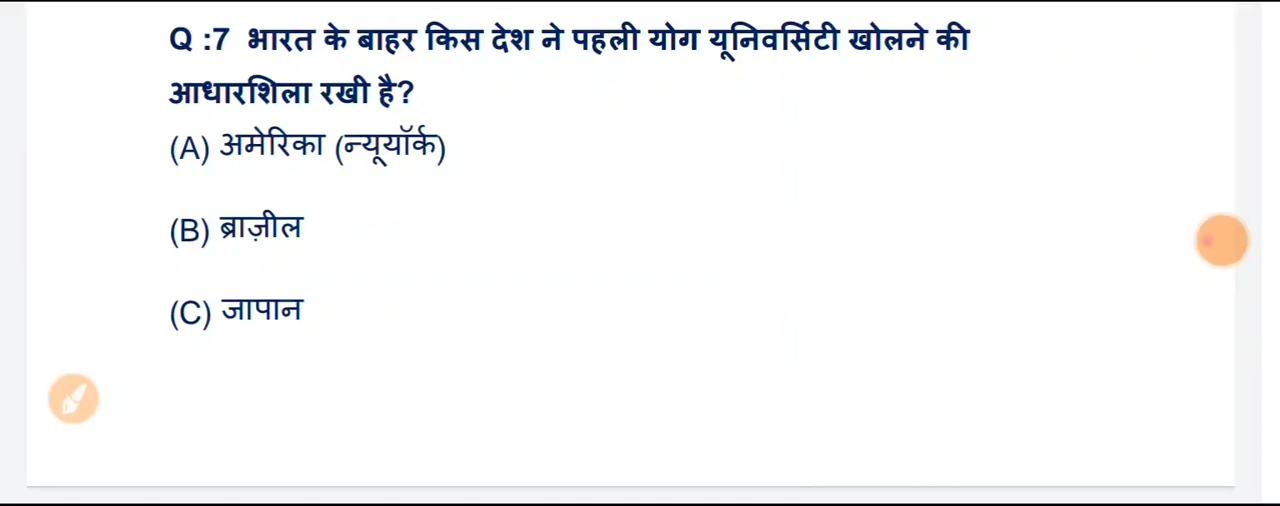 Q :7 भारत के बाहर किस देश ने पहली योग यूनिवर्सिटी खोलने की
आधारशिला रखी है?
(A) अमेरिका (न्यूयॉर्क)
(B) ब्राज़ील
(C) जापान